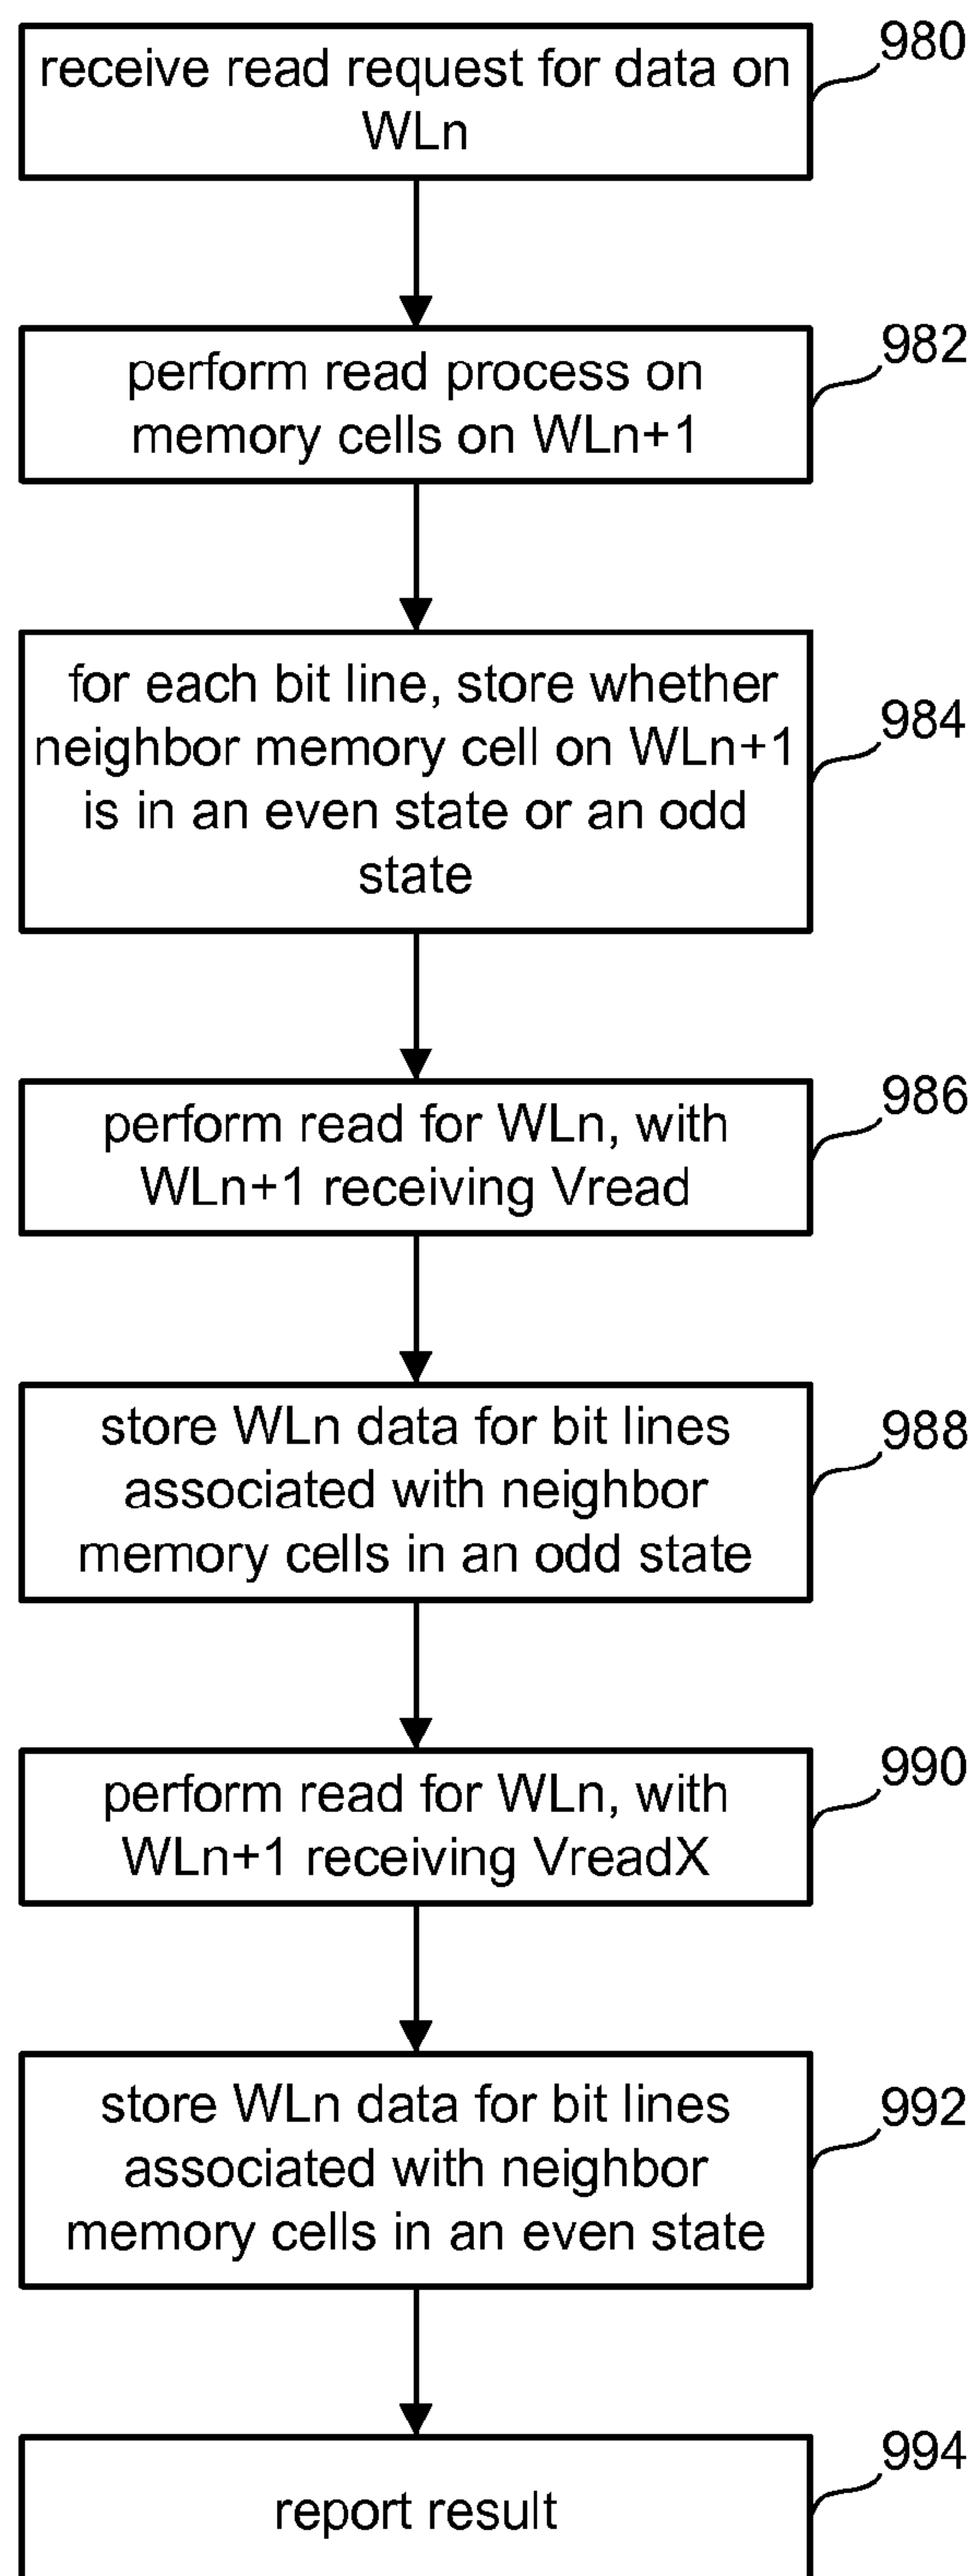 receive read request for data on
WLn
980
perform read process on
memory cells on WLn+1
982
for each bit line, store whether
neighbor memory cell on WLn+1
is in an even state or an odd
state
984
perform read for WLn, with
WLn+1 receiving Vread
986
store WLn data for bit lines
associated with neighbor
memory cells in an odd state
988
perform read for WLn, with
WLn+1 receiving VreadX
990
store WLn data for bit lines
associated with neighbor
memory cells in an even state
992
report result
994